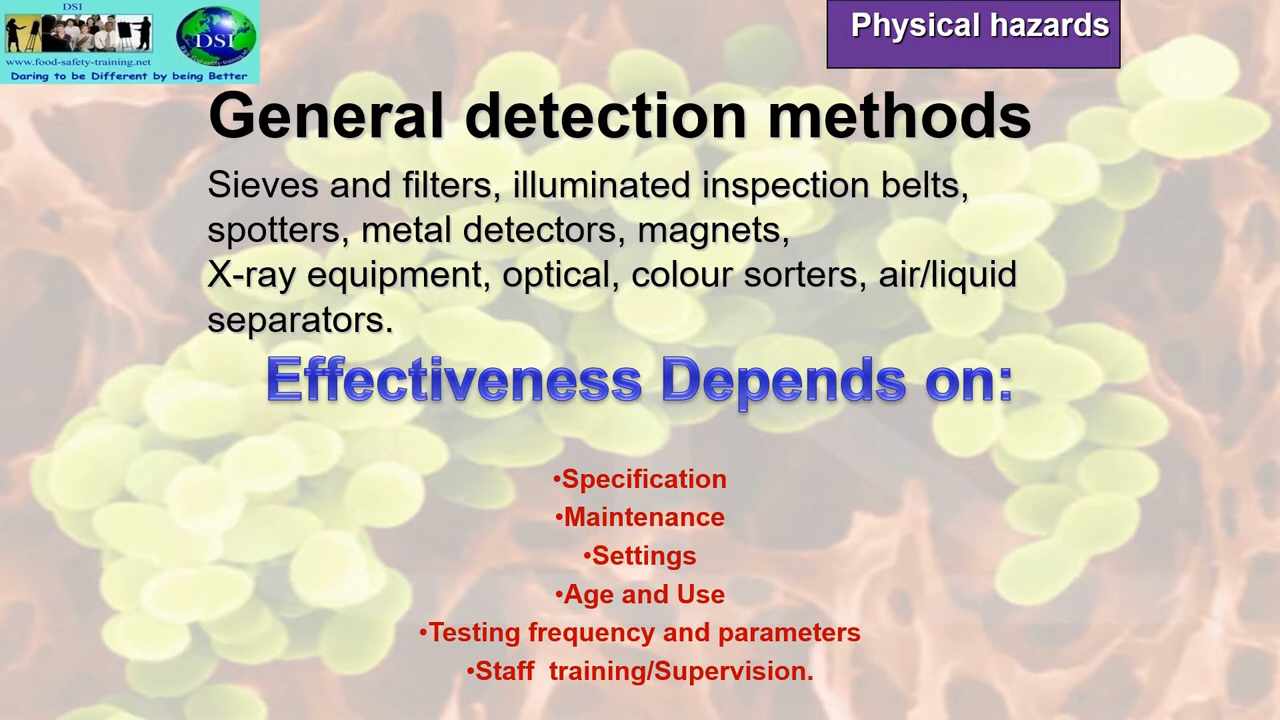 DSI
DSI
www.food-safety-training.net
Daring to be Different by being Better
Physical hazards
General detection methods
Sieves and filters, illuminated inspection belts,
spotters, metal detectors, magnets,
X-ray equipment, optical, colour sorters, air/liquid
separators.
Effectiveness Depends on:
•Specification
•Maintenance
•Settings
•Age and Use
•Testing frequency and parameters
•Staff  training/Supervision.